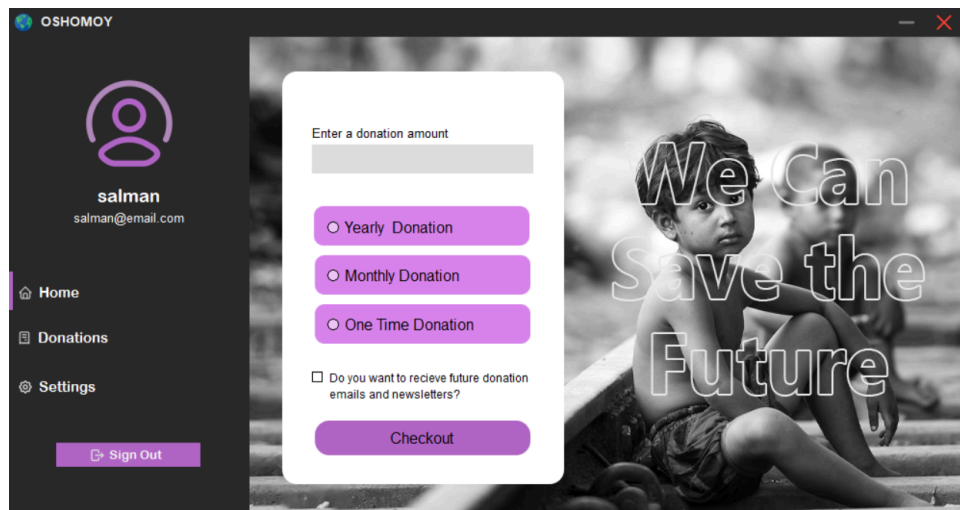 OSHOMOY
salman
salman@email.com
Home
Donations
Settings
Sign Out
Enter a donation amount
Yearly Donation
Monthly Donation
One Time Donation
Do you want to recieve future donation
emails and newsletters?
Checkout
We Can
Save the
Future